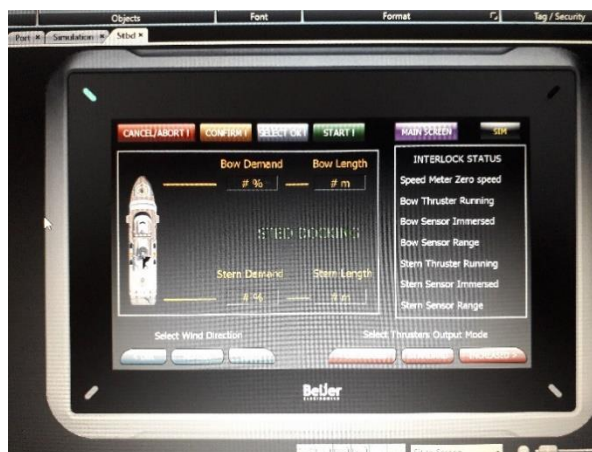 Objects Font Format Tag / Security
Port × Simulation × Stbd ×
CANCEL/ABORT ! CONFIRM ! SELECT OK ! START ! MAIN SCREEN SIM
Bow Demand Bow Length
# % # m
STBD DOCKING
Stern Demand Stern Length
# % # m
INTERLOCK STATUS
Speed Meter Zero speed
Bow Thruster Running
Bow Sensor Immersed
Bow Sensor Range
Stern Thruster Running
Stern Sensor Immersed
Stern Sensor Range
Select Wind Direction Select Thrusters Output Mode
Beijer
ELECTRONICS